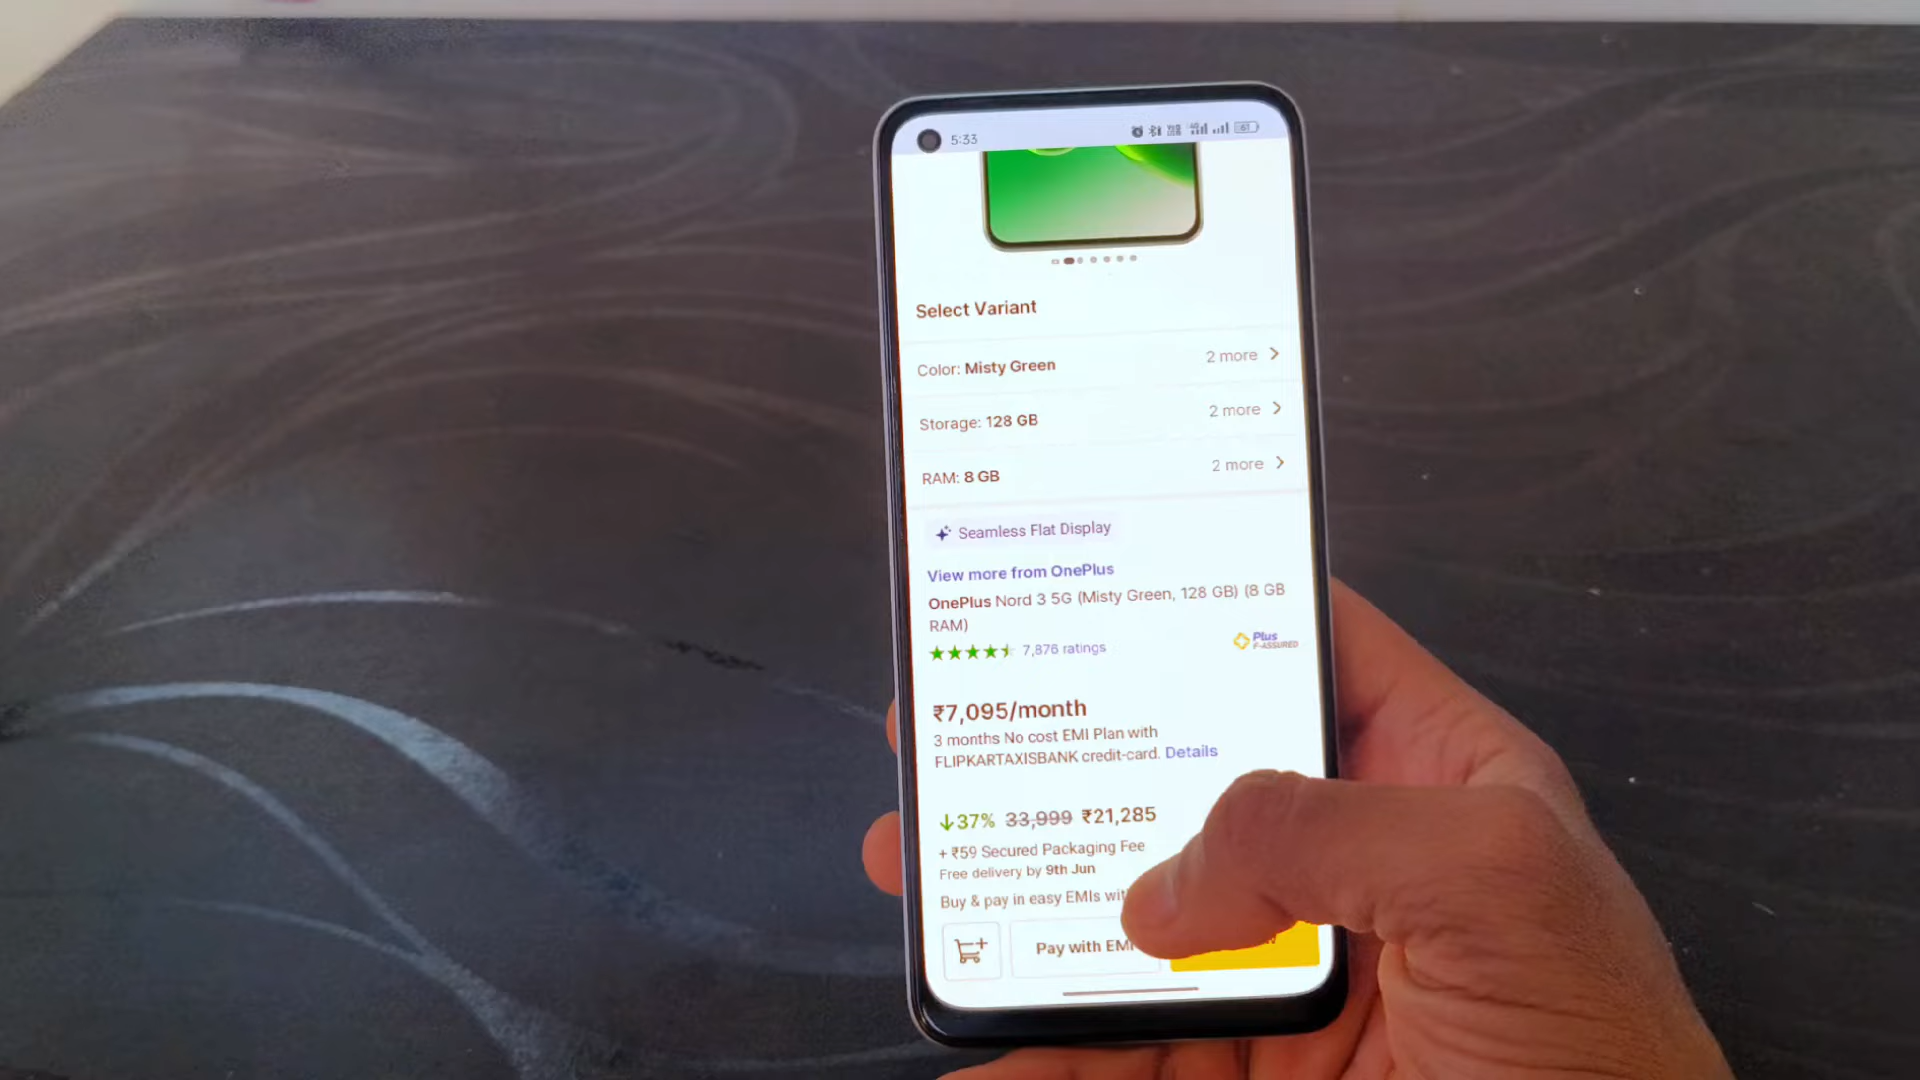 5:33
61
Select Variant
Color: Misty Green
2 more
Storage: 128 GB
2 more
RAM: 8 GB
2 more
Seamless Flat Display
View more from OnePlus
OnePlus Nord 3 5G (Misty Green, 128 GB) (8 GB
RAM)
7,876 ratings
Plus
F-ASSURED
₹7,095/month
3 months No cost EMI Plan with
FLIPKARTAXISBANK credit-card. Details
37% 33,999 ₹21,285
+ ₹59 Secured Packaging Fee
Free delivery by 9th Jun
Buy & pay in easy EMIs
Pay with EMI